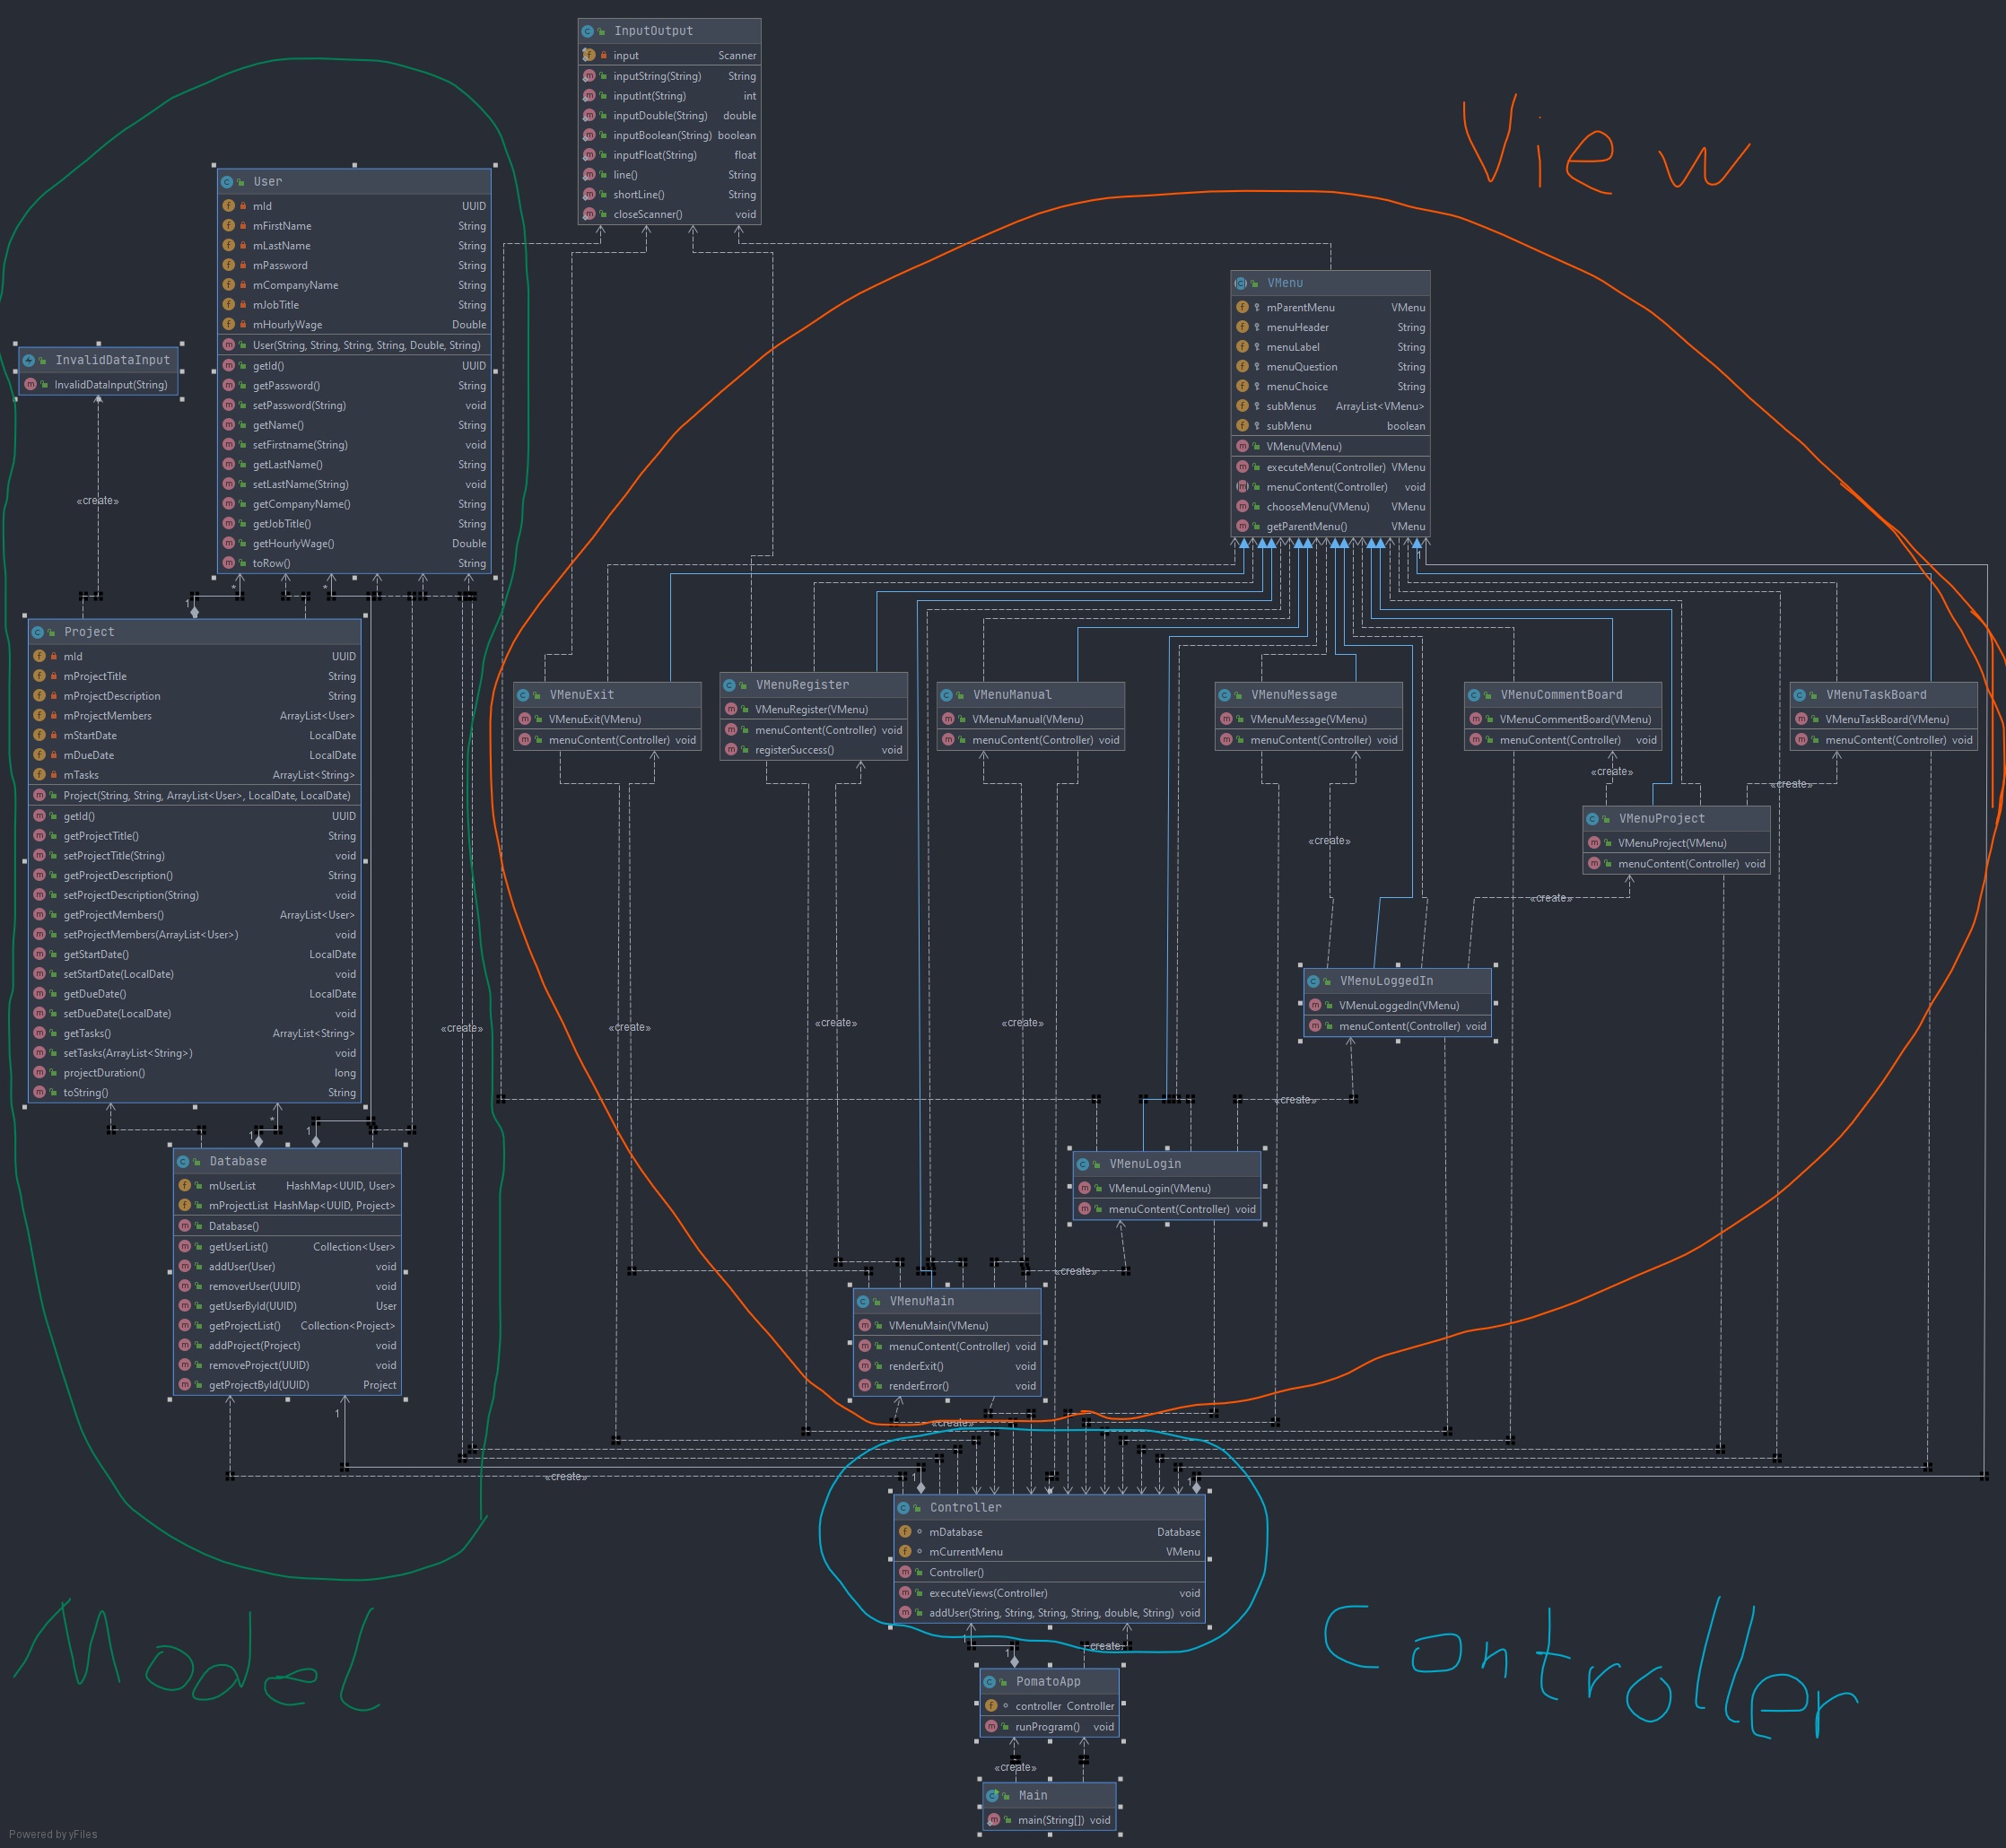 InputOutput
input Scanner
inputString(String) String
inputInt(String) int
inputDouble(String) double
inputBoolean(String) boolean
inputFloat(String) float
line() String
shortLine() String
closeScanner() void
View
User
mId UUID
mFirstName String
mLastName String
mPassword String
mCompanyName String
mJobTitle String
mHourlyWage Double
User(String, String, String, String, Double, String)
getId() UUID
getPassword() String
setPassword(String) void
getName() String
setFirstname(String) void
getLastName() String
setLastName(String) void
getCompanyName() String
getJobTitle() String
getHourlyWage() Double
toRow() String
InvalidDataInput
InvalidDataInput(String)
«create»
VMenu
mParentMenu VMenu
menuHeader String
menuLabel String
menuQuestion String
menuChoice String
subMenus ArrayList<VMenu>
subMenu boolean
VMenu(VMenu)
executeMenu(Controller) VMenu
menuContent(Controller) void
chooseMenu(VMenu) VMenu
getParentMenu() VMenu
1
*
1
*
Project
mId UUID
mProjectTitle String
mProjectDescription String
mProjectMembers ArrayList<User>
mStartDate LocalDate
mDueDate LocalDate
mTasks ArrayList<String>
Project(String, String, ArrayList<User>, LocalDate, LocalDate)
getId() UUID
getProjectTitle() String
setProjectTitle(String) void
getProjectDescription() String
setProjectDescription(String) void
getProjectMembers() ArrayList<User>
setProjectMembers(ArrayList<User>) void
getStartDate() LocalDate
setStartDate(LocalDate) void
getDueDate() LocalDate
setDueDate(LocalDate) void
getTasks() ArrayList<String>
setTasks(ArrayList<String>) void
projectDuration() long
toString() String
VMenuExit
VMenuExit(VMenu)
menuContent(Controller) void
VMenuRegister
VMenuRegister(VMenu)
menuContent(Controller) void
registerSuccess() void
VMenuManual
VMenuManual(VMenu)
menuContent(Controller) void
VMenuMessage
VMenuMessage(VMenu)
menuContent(Controller) void
VMenuCommentBoard
VMenuCommentBoard(VMenu)
menuContent(Controller) void
VMenuTaskBoard
VMenuTaskBoard(VMenu)
menuContent(Controller) void
«create»
«create»
VMenuProject
VMenuProject(VMenu)
menuContent(Controller) void
«create»
«create»
VMenuLoggedIn
VMenuLoggedIn(VMenu)
menuContent(Controller) void
«create»
«create»
«create»
«create»
«create»
*
1
1
Database
mUserList HashMap<UUID, User>
mProjectList HashMap<UUID, Project>
Database()
getUserList() Collection<User>
addUser(User) void
removerUser(UUID) void
getUserById(UUID) User
getProjectList() Collection<Project>
addProject(Project) void
removeProject(UUID) void
getProjectById(UUID) Project
VMenuLogin
VMenuLogin(VMenu)
menuContent(Controller) void
«create»
VMenuMain
VMenuMain(VMenu)
menuContent(Controller) void
renderExit() void
renderError() void
1
«create»
«create»
1
1
Controller
mDatabase Database
mCurrentMenu VMenu
Controller()
executeViews(Controller) void
addUser(String, String, String, String, double, String) void
Model
Controller
1
1
«create»
PomatoApp
controller Controller
runProgram() void
«create»
Main
main(String[]) void
Powered by yFiles